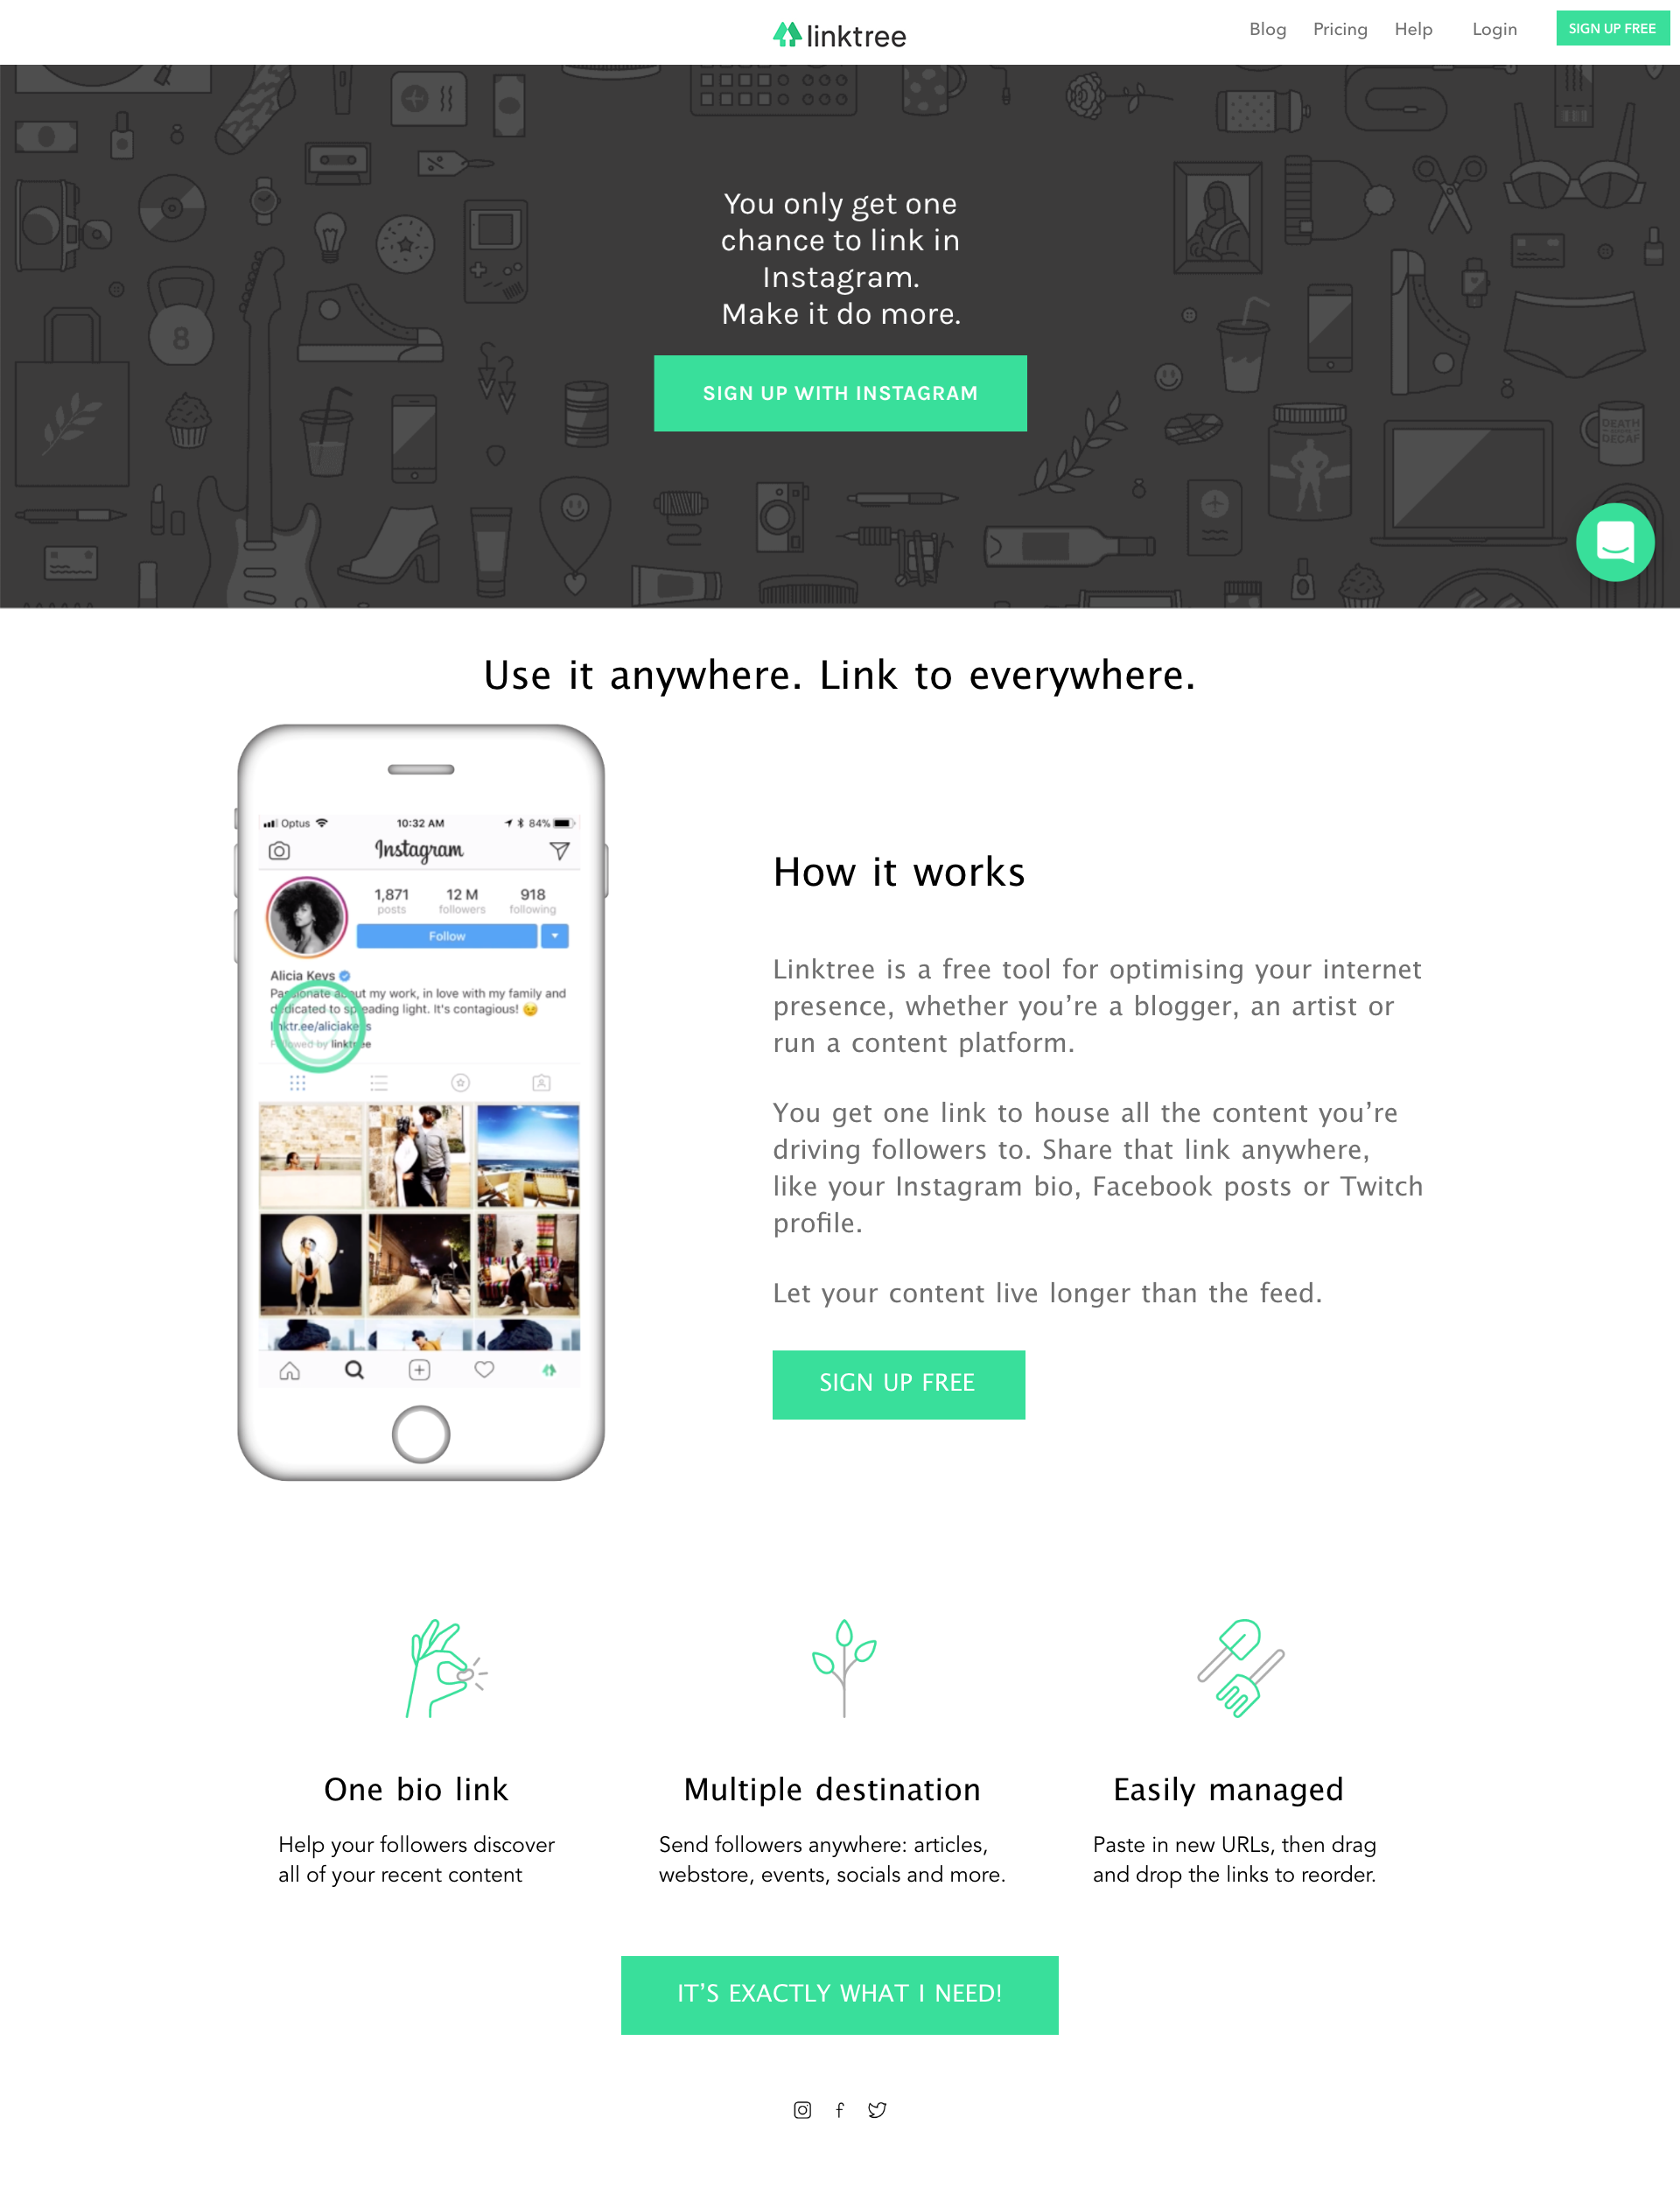 linktree
Blog
Pricing
Help
Login
SIGN UP FREE
You only get one
chance to link in
Instagram.
Make it do more.
SIGN UP WITH INSTAGRAM
8
DEATH
BEFORE
DECAF
Use it anywhere. Link to everywhere.
Optus
10:32 AM
84%
Instagram
1,871
12 M
918
posts
followers
following
Follow
Alicia Keys
Passionate about my work, in love with my family and
dedicated to spreading light. It's contagious! 😉
linktr.ee/aliciakeys
Followed by linktree
How it works
Linktree is a free tool for optimising your internet
presence, whether you’re a blogger, an artist or
run a content platform.
You get one link to house all the content you’re
driving followers to. Share that link anywhere,
like your Instagram bio, Facebook posts or Twitch
profile.
Let your content live longer than the feed.
SIGN UP FREE
One bio link
Help your followers discover
all of your recent content
Multiple destination
Send followers anywhere: articles,
webstore, events, socials and more.
Easily managed
Paste in new URLs, then drag
and drop the links to reorder.
IT’S EXACTLY WHAT I NEED!